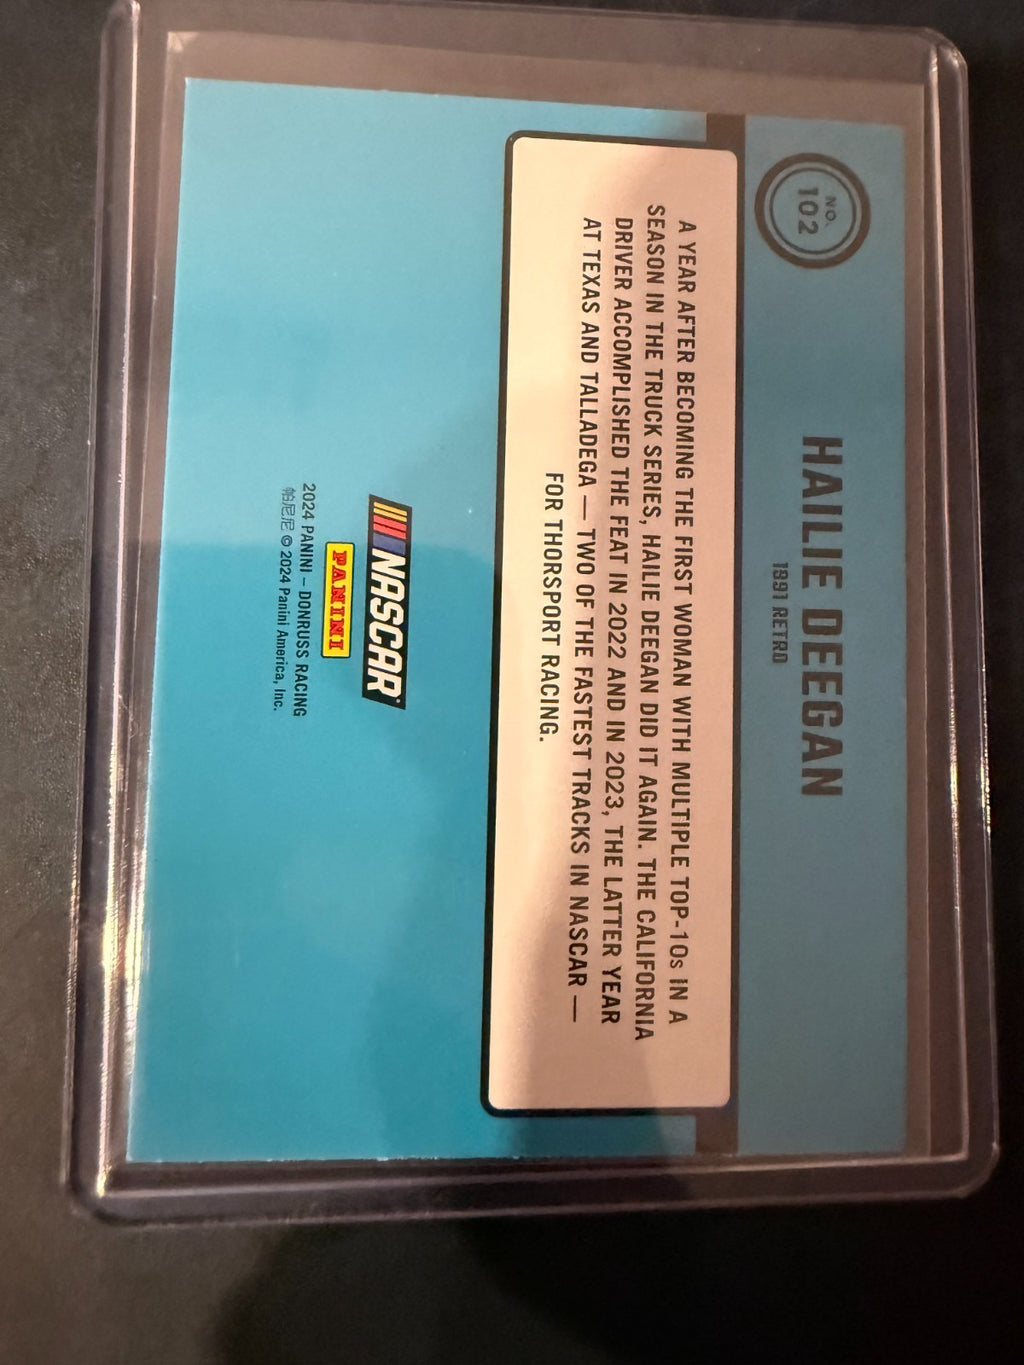 NO.
102
HAILIE DEEGAN
1991 RETRO
A YEAR AFTER BECOMING THE FIRST WOMAN WITH MULTIPLE TOP-10s IN A
SEASON IN THE TRUCK SERIES, HAILIE DEEGAN DID IT AGAIN. THE CALIFORNIA
DRIVER ACCOMPLISHED THE FEAT IN 2022 AND IN 2023, THE LATTER YEAR
AT TEXAS AND TALLADEGA — TWO OF THE FASTEST TRACKS IN NASCAR —
FOR THORSPORT RACING.
NASCAR
PANINI
2024 PANINI – DONRUSS RACING
帕尼尼 © 2024 Panini America, Inc.